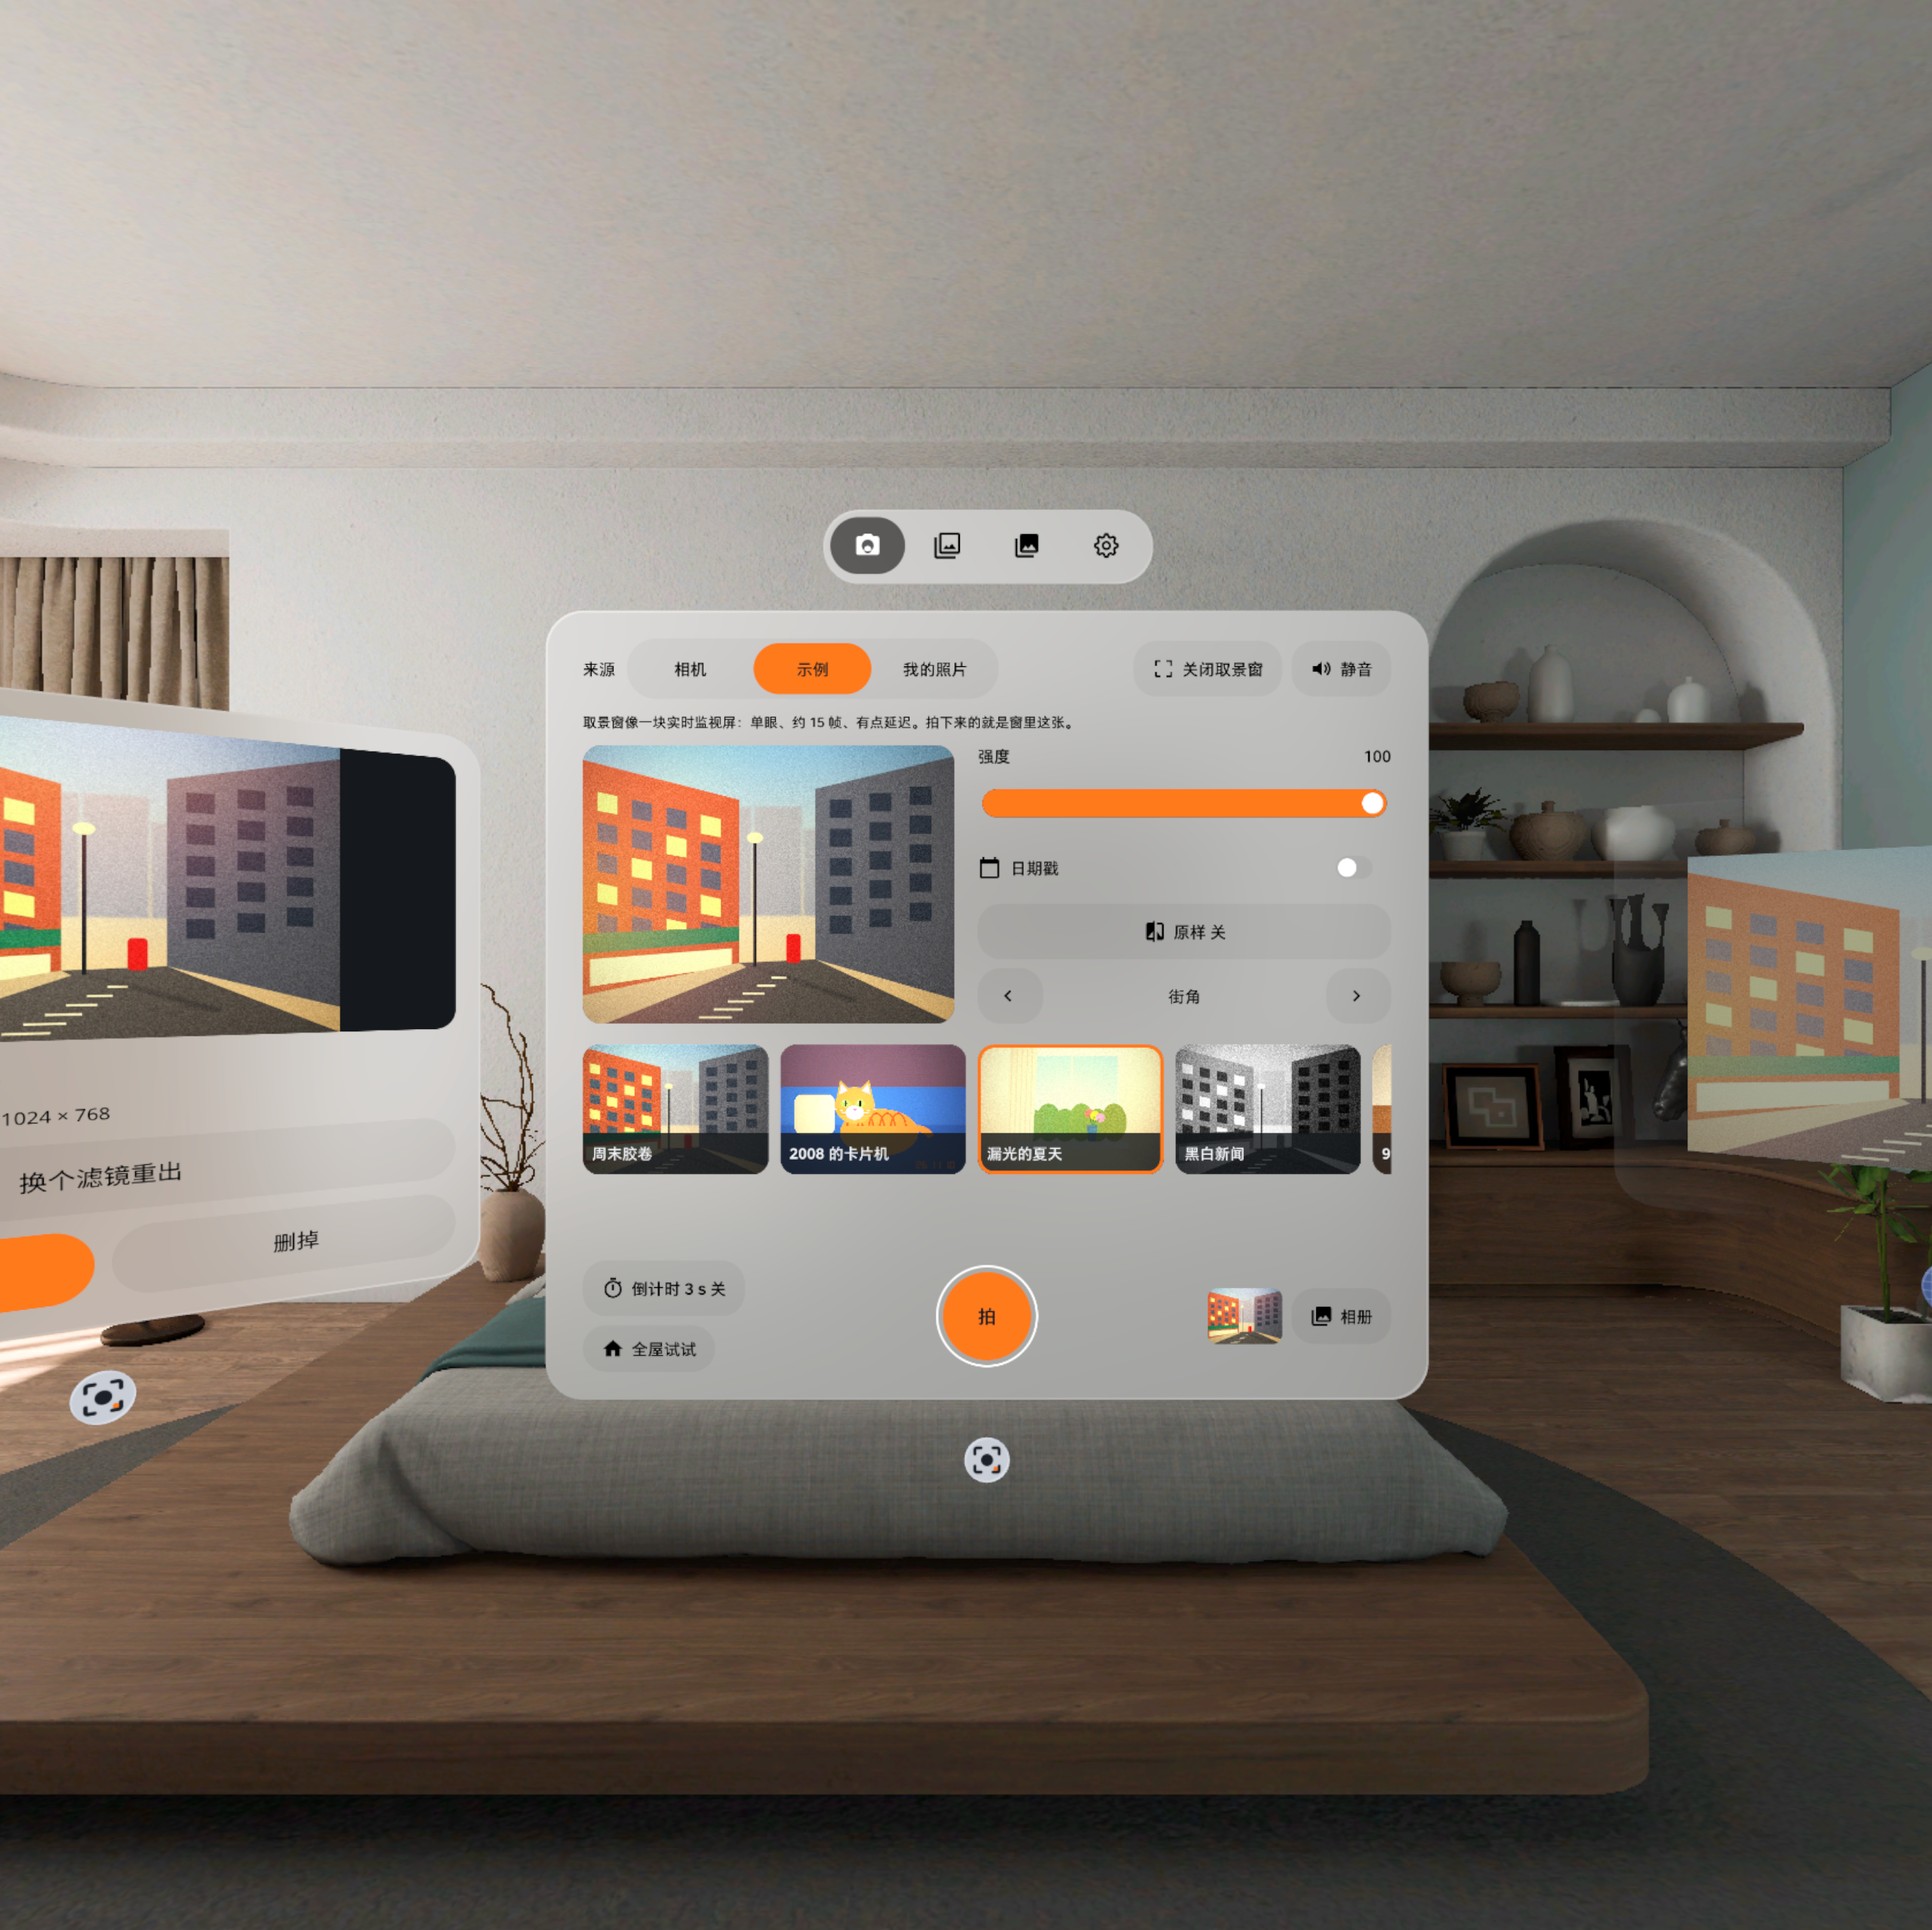 来源
相机
示例
我的照片
关闭取景窗
静音
取景窗像一块实时监视屏：单眼、约 15 帧、有点延迟。拍下来的就是窗里这张。
强度
100
日期戳
原样 关
街角
周末胶卷
2008 的卡片机
漏光的夏天
黑白新闻
9
倒计时 3 s 关
全屋试试
拍
相册
1024 × 768
换个滤镜重出
删掉